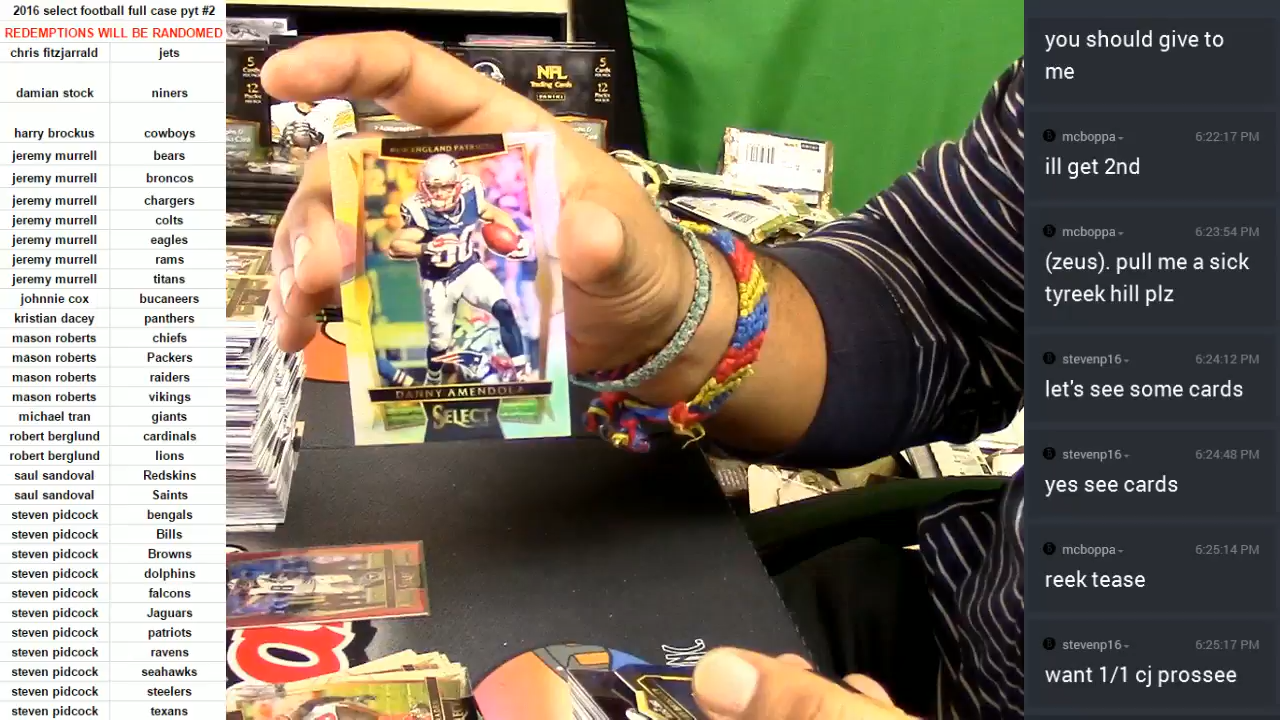 2016 select football full case pyt #2
REDEMPTIONS WILL BE RANDOMED
chris fitzjarrald jets
damian stock niners
harry brockus cowboys
jeremy murrell bears
jeremy murrell broncos
jeremy murrell chargers
jeremy murrell colts
jeremy murrell eagles
jeremy murrell rams
jeremy murrell titans
johnnie cox bucaneers
kristian dacey panthers
mason roberts chiefs
mason roberts Packers
mason roberts raiders
mason roberts vikings
michael tran giants
robert berglund cardinals
robert berglund lions
saul sandoval Redskins
saul sandoval Saints
steven pidcock bengals
steven pidcock Bills
steven pidcock Browns
steven pidcock dolphins
steven pidcock falcons
steven pidcock Jaguars
steven pidcock patriots
steven pidcock ravens
steven pidcock seahawks
steven pidcock steelers
steven pidcock texans
5
12
NFL
Trading Cards
PANINI
5
Cards
12
Packs
NEW ENGLAND PATRIOTS
DANNY AMENDOLA
SELECT
you should give to
me
mcboppa 6:22:17 PM
ill get 2nd
mcboppa 6:23:54 PM
(zeus). pull me a sick
tyreek hill plz
stevenp16 6:24:12 PM
let's see some cards
stevenp16 6:24:48 PM
yes see cards
mcboppa 6:25:14 PM
reek tease
stevenp16 6:25:17 PM
want 1/1 cj prossee